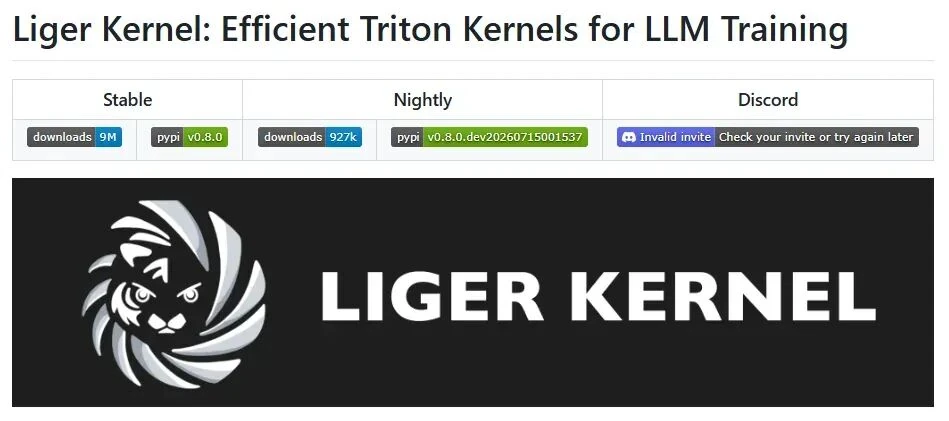 Liger Kernel: Efficient Triton Kernels for LLM Training
Stable Nightly Discord
downloads 9M pypi v0.8.0 downloads 927k pypi v0.8.0.dev20260715001537 Invalid invite Check your invite or try again later
LIGER KERNEL